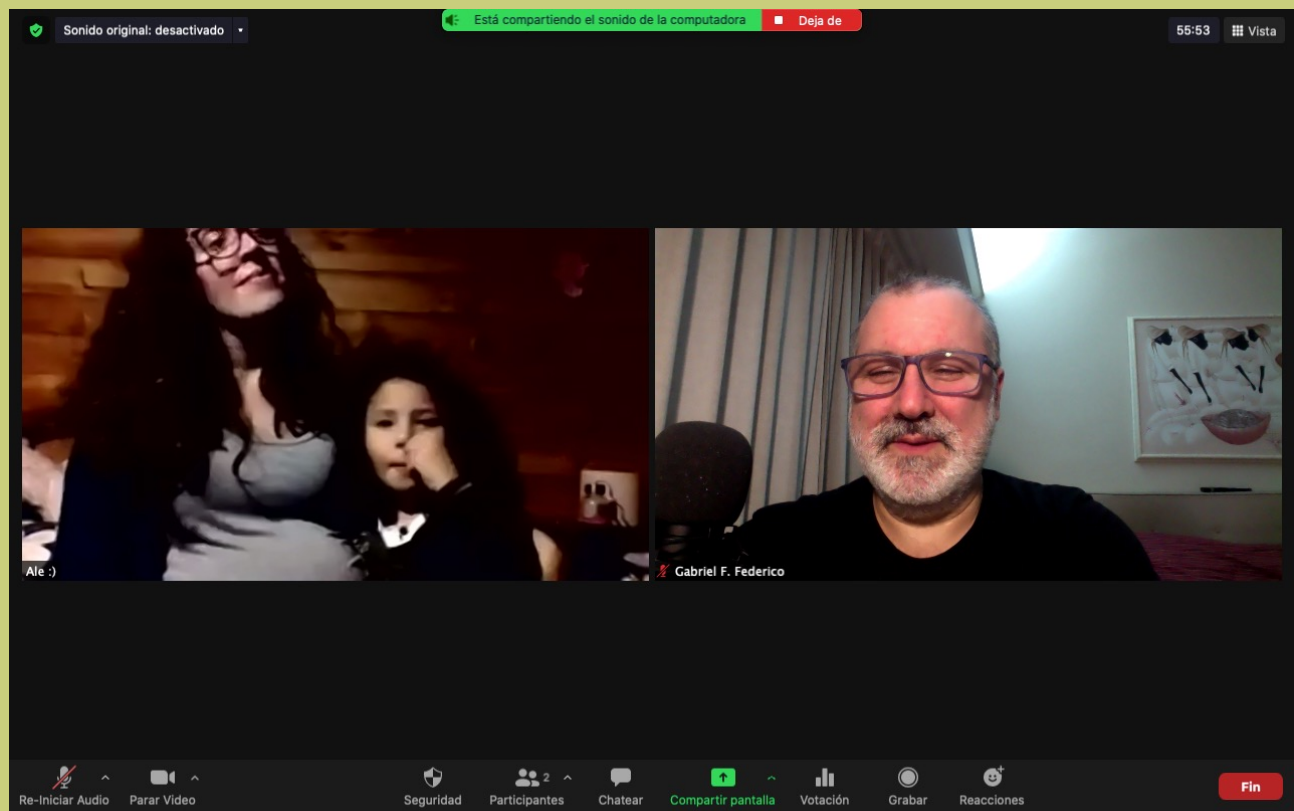 Está compartiendo el sonido de la computadora
Deja de
Sonido original: desactivado
55:53
Vista
Ale :)
Gabriel F. Federico
Re-Iniciar Audio
Parar Video
Seguridad
Participantes
2
Chatear
Compartir pantalla
Votación
Grabar
Reacciones
Fin